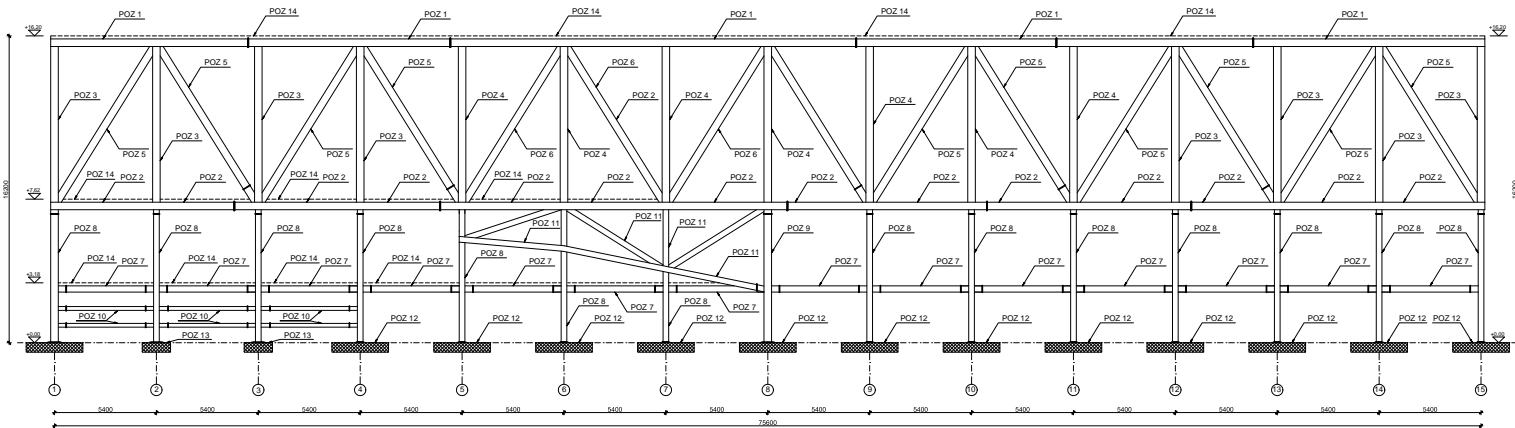 POZ 1 POZ 14 POZ 1 POZ 14 POZ 1 POZ 14 POZ 1 POZ 14 POZ 1
+16,20 +16,20
POZ 5 POZ 5 POZ 6 POZ 5 POZ 5 POZ 5
POZ 3 POZ 3 POZ 4 POZ 2 POZ 4 POZ 4 POZ 4 POZ 3 POZ 3
POZ 5 POZ 3 POZ 5 POZ 3 POZ 6 POZ 4 POZ 6 POZ 4 POZ 5 POZ 4 POZ 5 POZ 3 POZ 5 POZ 3
POZ 14 POZ 2 POZ 2 POZ 14 POZ 2 POZ 2 POZ 14 POZ 2 POZ 2 POZ 2 POZ 2 POZ 2 POZ 2 POZ 2 POZ 2 POZ 2 POZ 2
+7,62
16200 16200
POZ 8 POZ 8 POZ 8 POZ 8 POZ 11 POZ 11 POZ 11 POZ 9 POZ 8 POZ 8 POZ 8 POZ 8 POZ 8 POZ 8 POZ 8
POZ 14 POZ 7 POZ 14 POZ 7 POZ 14 POZ 7 POZ 14 POZ 7 POZ 8 POZ 7 POZ 11 POZ 7 POZ 7 POZ 7 POZ 7 POZ 7 POZ 7 POZ 7
+3,18
POZ 8 POZ 7 POZ 8 POZ 7
POZ 10 POZ 10 POZ 10
POZ 12 POZ 12 POZ 12 POZ 12 POZ 12 POZ 12 POZ 12 POZ 12 POZ 12 POZ 12 POZ 12 POZ 12
+0,00 +0,00
POZ 13 POZ 13
1 2 3 4 5 6 7 8 9 10 11 12 13 14 15
5400 5400 5400 5400 5400 5400 5400 5400 5400 5400 5400 5400 5400 5400
75600